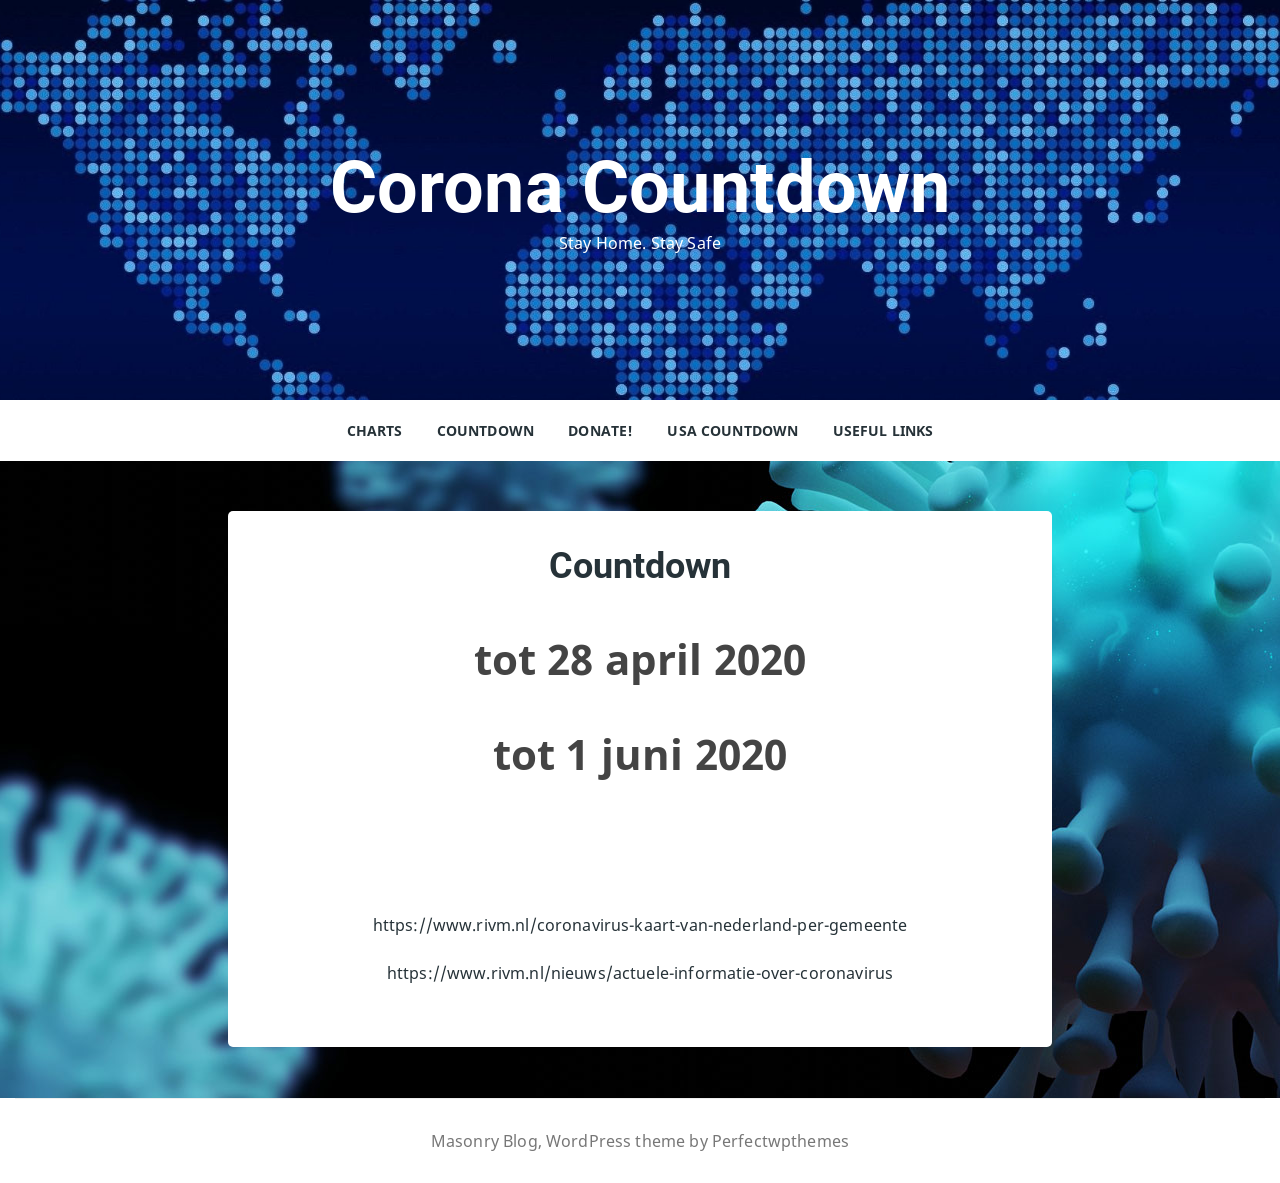 Corona Countdown
Stay Home. Stay Safe
CHARTS COUNTDOWN DONATE! USA COUNTDOWN USEFUL LINKS
Countdown
tot 28 april 2020
tot 1 juni 2020
https://www.rivm.nl/coronavirus-kaart-van-nederland-per-gemeente
https://www.rivm.nl/nieuws/actuele-informatie-over-coronavirus
Masonry Blog, WordPress theme by Perfectwpthemes